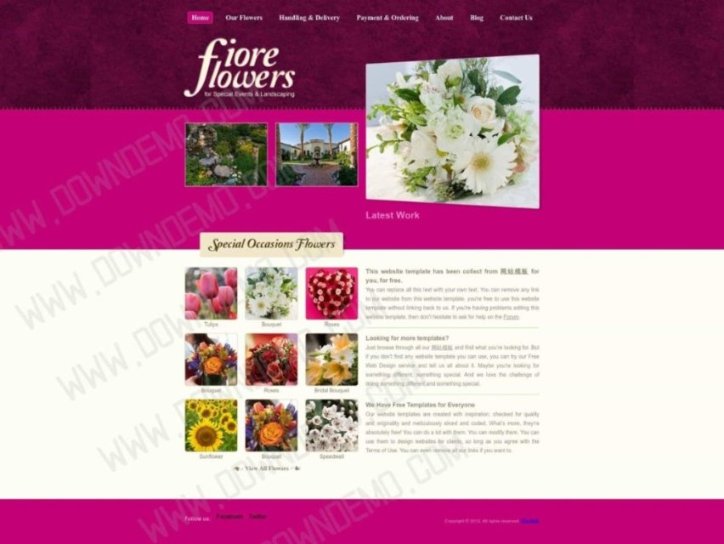 Home Our Flowers Handling & Delivery Payment & Ordering About Blog Contact Us
fiore
flowers
for Special Events & Landscaping
Latest Work
Special Occasions Flowers
This website template has been collect from 网站模板 for
you, for free.
You can replace all this text with your own text. You can remove any link
to our website from this website template you're free to use this website
template without linking back to us. If you're having problems editing this
website template, then don't hesitate to ask for help on the Forum.
Tulips Bouquet Roses
Looking for more templates?
Just browse through all our 网站模板 and find what you're looking for. But
if you don't find any website template you can use, you can try our Free
Web Design service and tell us all about it. Maybe you're looking for
something different, something special. And we love the challenge of
doing something different and something special.
Bouquet Roses Bridal Bouquet
We Have Free Templates for Everyone
Our website templates are created with inspiration, checked for quality
and originality and meticulously sliced and coded. What's more, they're
absolutely free! You can do a lot with them. You can modify them. You can
use them to design websites for clients, so long as you agree with the
Terms of Use. You can even remove all our links if you want to.
Sunflower Bouquet Speedwell
View All Flowers
Follow us: Facebook Twitter
Copyright © 2012. All rights reserved
WWW.DOWNDEMO.COM